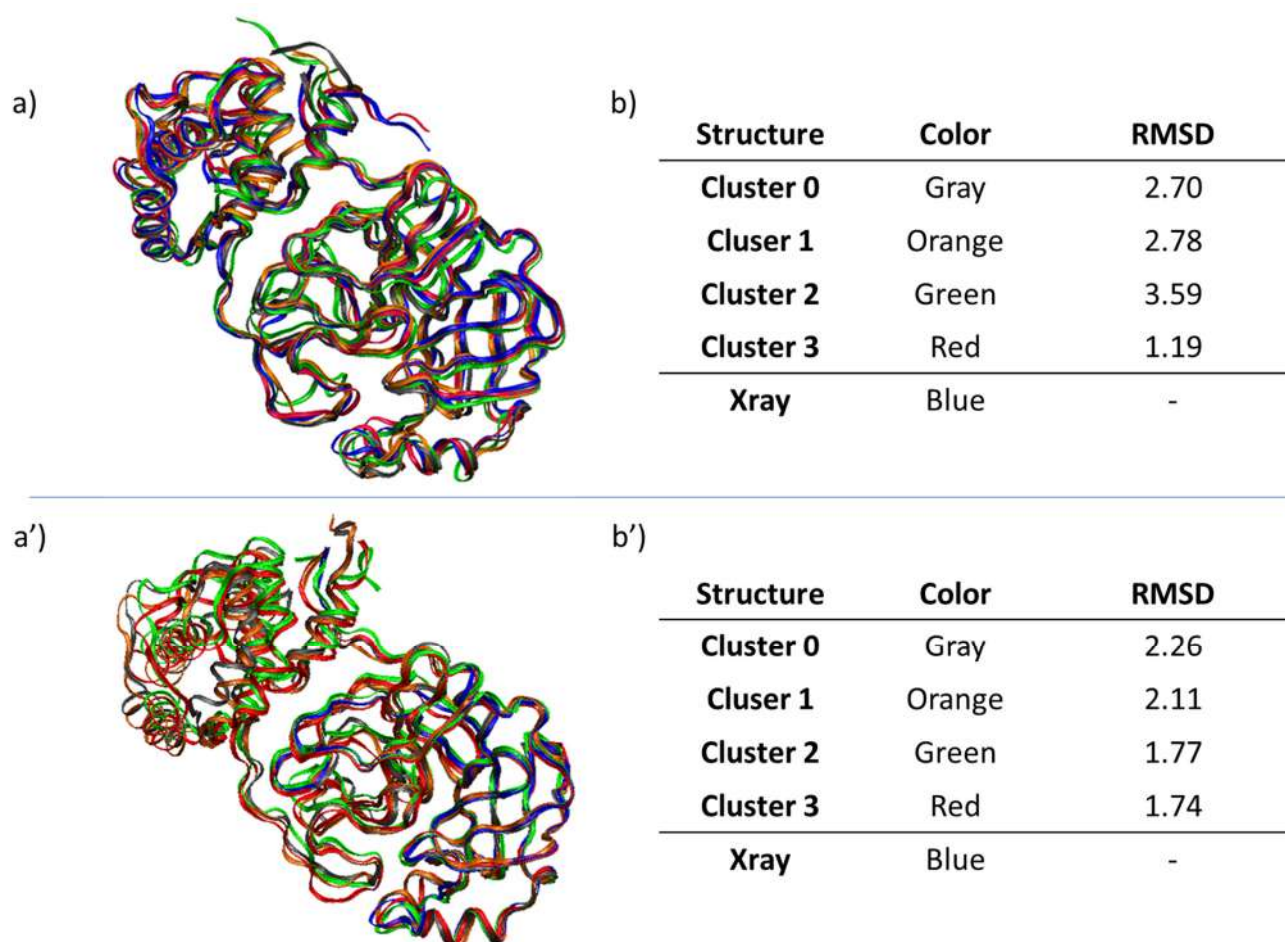 a)
b)
Structure Color RMSD
Cluster 0 Gray 2.70
Cluser 1 Orange 2.78
Cluster 2 Green 3.59
Cluster 3 Red 1.19
Xray Blue -
a’)
b’)
Structure Color RMSD
Cluster 0 Gray 2.26
Cluser 1 Orange 2.11
Cluster 2 Green 1.77
Cluster 3 Red 1.74
Xray Blue -